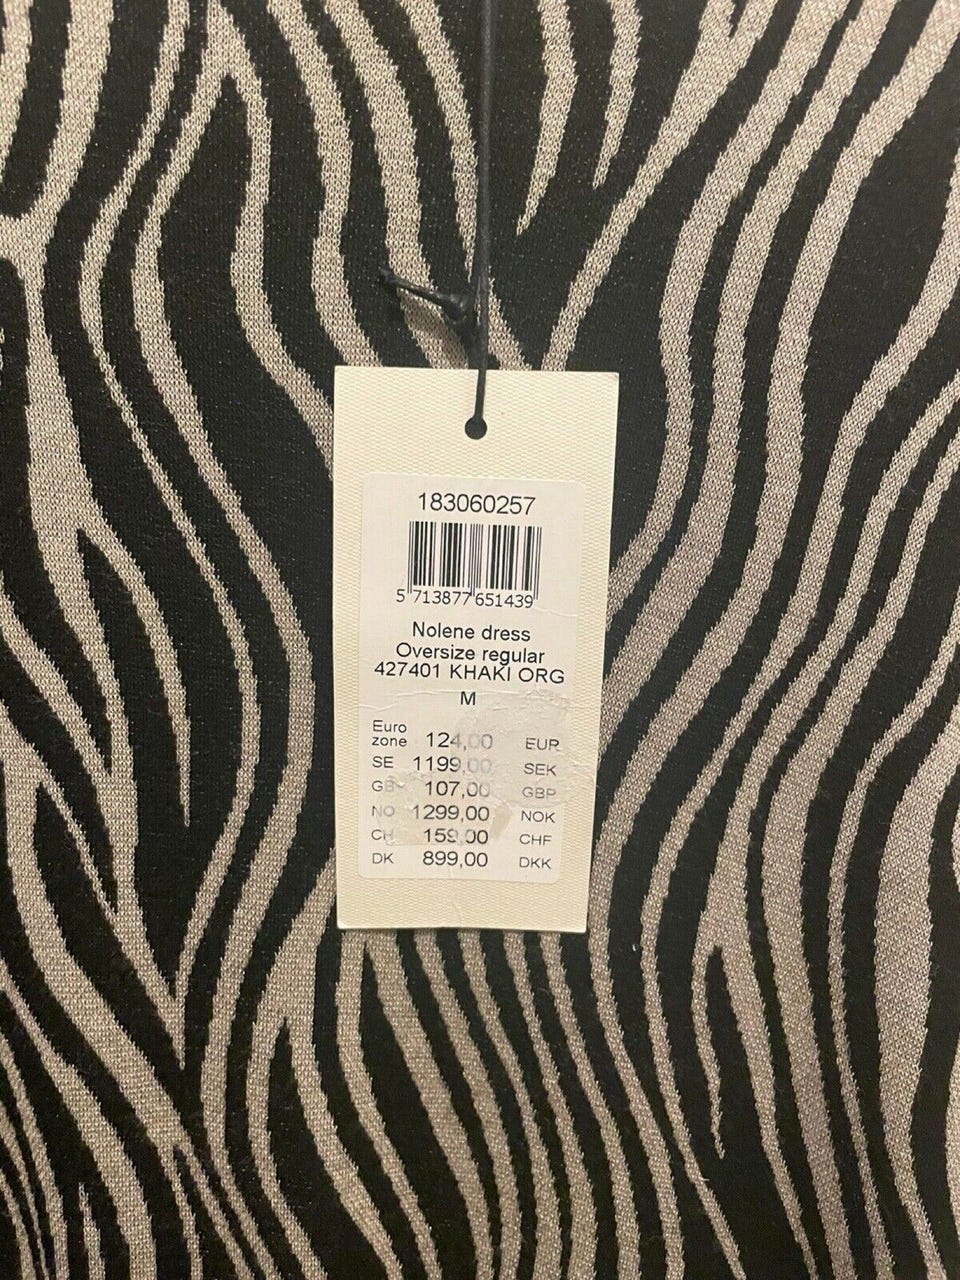 183060257
5 713877 651439
Nolene dress
Oversize regular
427401 KHAKI ORG
M
Euro
zone 124,00 EUR
SE 1199,00 SEK
GB 107,00 GBP
NO 1299,00 NOK
CH 159,00 CHF
DK 899,00 DKK